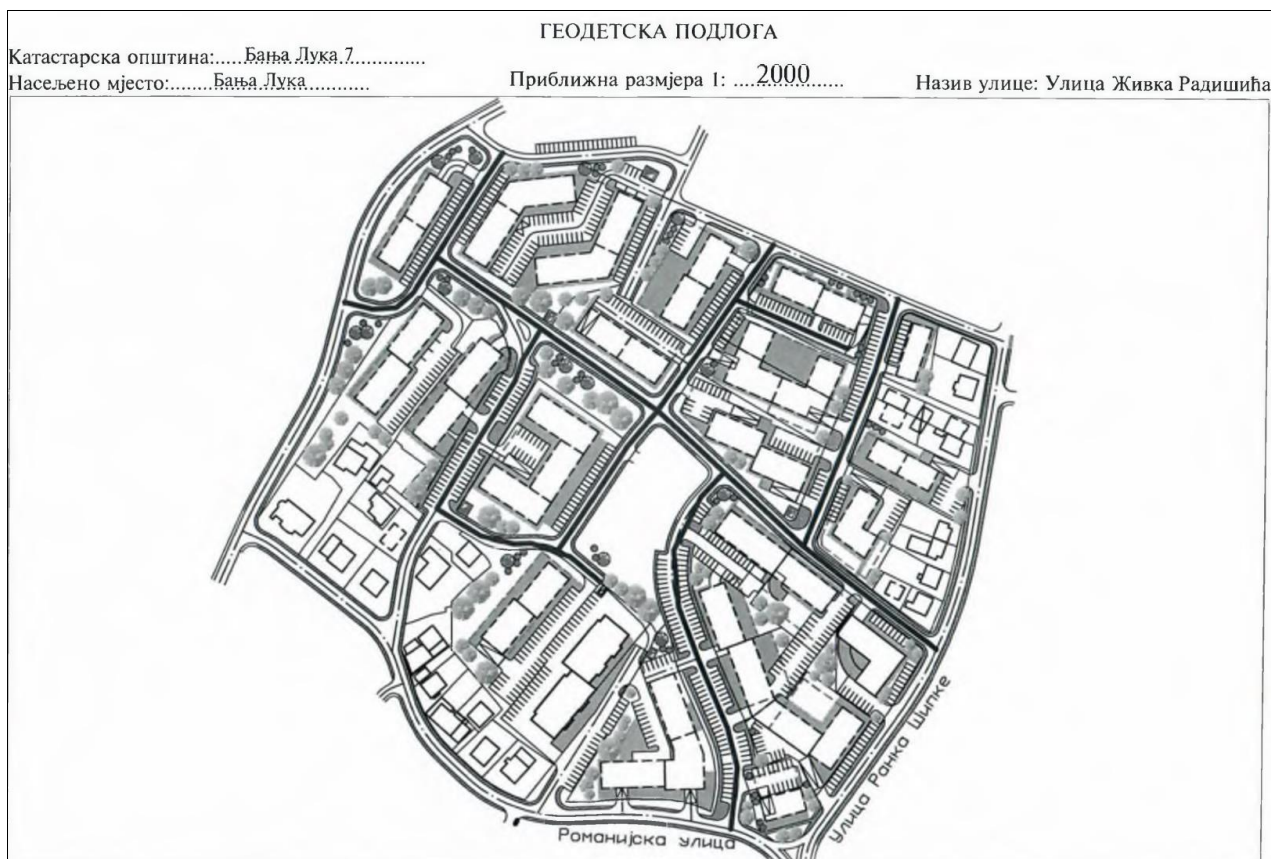 ГЕОДЕТСКА ПОДЛОГА
Катастарска општина:.....Бања Лука 7.............
Насељено мјесто:........Бања Лука............
Приближна размјера 1: ....2000......
Назив улице: Улица Живка Радишића
Улица Ранка Шипке
Романијска улица